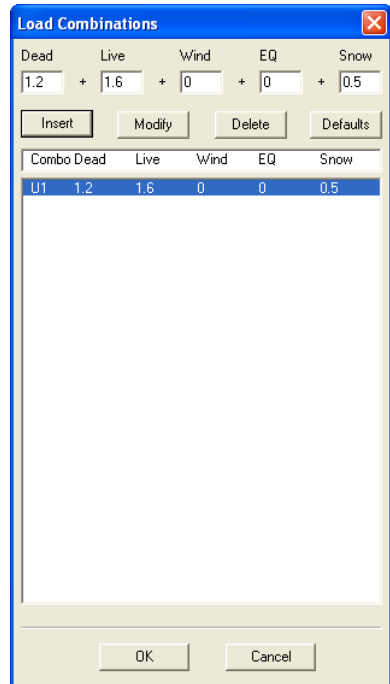 Load Combinations
Dead Live Wind EQ Snow
1.2 + 1.6 + 0 + 0 + 0.5
Insert Modify Delete Defaults
Combo Dead Live Wind EQ Snow
U1 1.2 1.6 0 0 0.5
OK Cancel